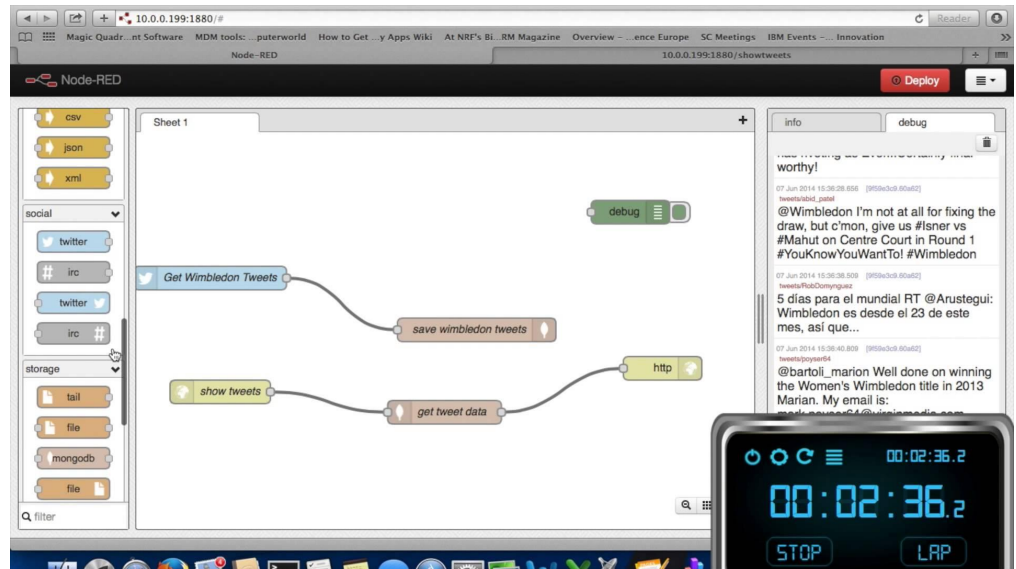 10.0.0.199:1880/#
Reader
Magic Quadr...nt Software MDM tools: ...puterworld How to Get ...y Apps Wiki At NRF's Bi...RM Magazine Overview – ...ence Europe SC Meetings IBM Events – ... Innovation
Node-RED
10.0.0.199:1880/showtweets
Node-RED
Deploy
csv
json
xml
social
twitter
irc
twitter
irc
storage
tail
file
mongodb
file
filter
Sheet 1
debug
Get Wimbledon Tweets
save wimbledon tweets
http
show tweets
get tweet data
info
debug
worthy!
07 Jun 2014 15:36:28.656 [9f59e3c9.60a62]
tweets/abid_patel
@Wimbledon I'm not at all for fixing the
draw, but c'mon, give us #Isner vs
#Mahut on Centre Court in Round 1
#YouKnowYouWantTo! #Wimbledon
07 Jun 2014 15:36:38.509 [9f59e3c9.60a62]
tweets/RobDomynguez
5 días para el mundial RT @Arustegui:
Wimbledon es desde el 23 de este
mes, así que...
07 Jun 2014 15:36:40.809 [9f59e3c9.60a62]
tweets/poyser64
@bartoli_marion Well done on winning
the Women's Wimbledon title in 2013
Marian. My email is:
00:02:36.2
00:02:36.2
STOP
LAP